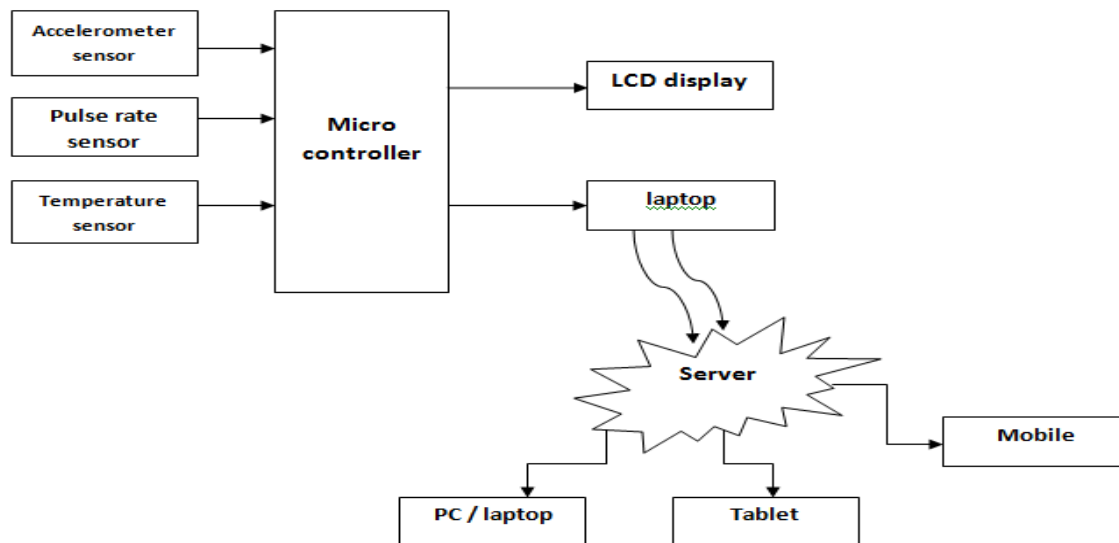 Accelerometer
sensor
Pulse rate
sensor
Temperature
sensor
Micro
controller
LCD display
laptop
Server
Mobile
PC / laptop
Tablet